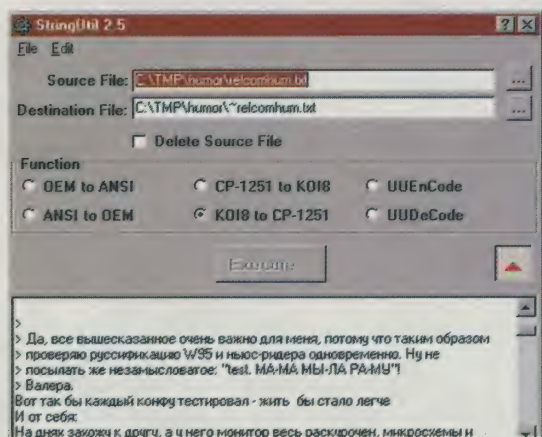 StringUtil 2.5
File Edit
Source File: C:\TMP\humor\relcomhum.txt ...
Destination File: C:\TMP\humor\~relcomhum.txt ...
Delete Source File
Function
OEM to ANSI CP-1251 to KOI8 UUEnCode
ANSI to OEM KOI8 to CP-1251 UUDeCode
Execute
>
> Да, все вышесказанное очень важно для меня, потому что таким образом
> проверяю руссификацию W95 и ньюс-ридера одновременно. Ну не
> посылать же незамысловатое: "test. МА-МА МЫ-ЛА РА-МУ"!
> Валера.
Вот так бы каждый конфу тестировал - жить бы стало легче
И от себя:
На днях захожу к другу, а у него монитор весь раскурочен, микросхемы и